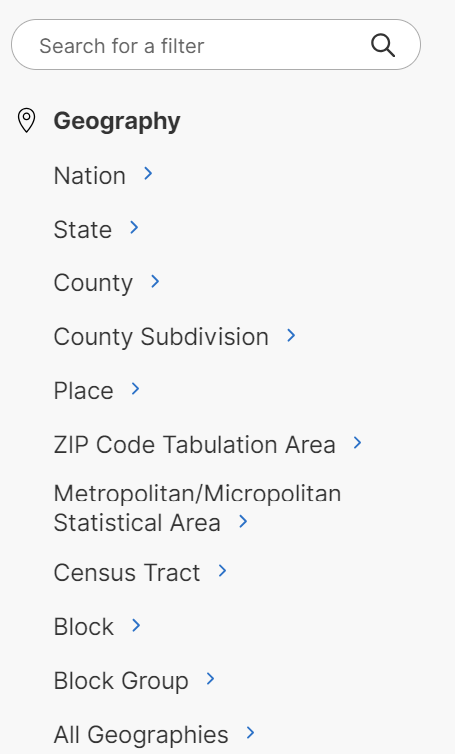 Search for a filter
Geography
Nation
State
County
County Subdivision
Place
ZIP Code Tabulation Area
Metropolitan/Micropolitan
Statistical Area
Census Tract
Block
Block Group
All Geographies